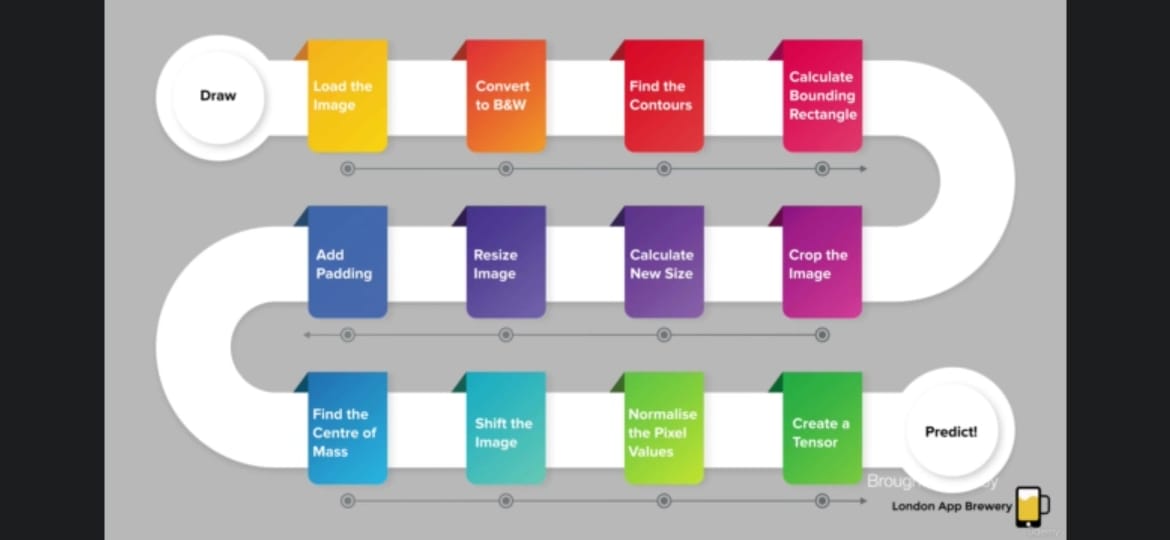 Draw
Load the
Image
Convert
to B&W
Find the
Contours
Calculate
Bounding
Rectangle
Crop the
Image
Calculate
New Size
Resize
Image
Add
Padding
Find the
Centre of
Mass
Shift the
Image
Normalise
the Pixel
Values
Create a
Tensor
Predict!
London App Brewery